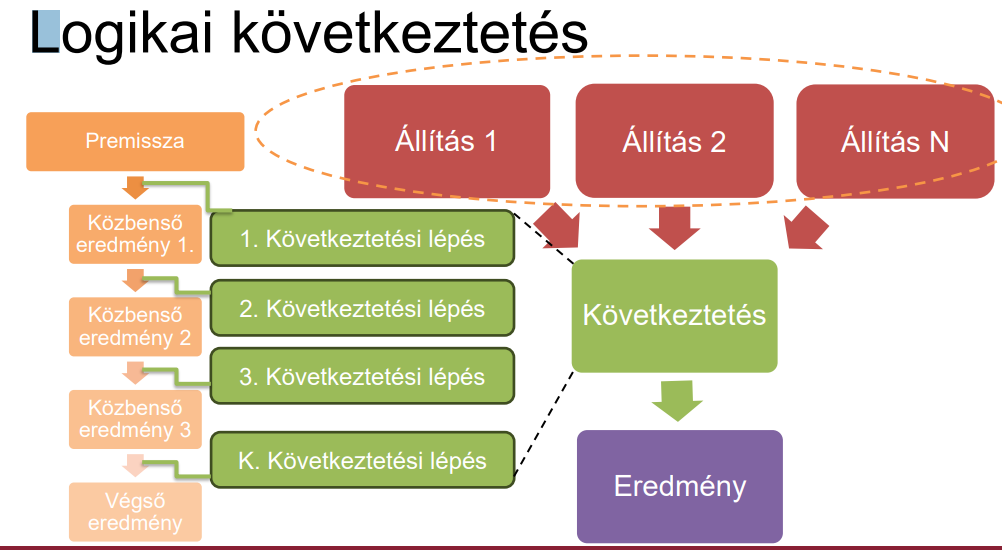 Logikai következtetés
Premissza
Állítás 1
Állítás 2
Állítás N
Közbenső
eredmény 1.
1. Következtetési lépés
Közbenső
eredmény 2
2. Következtetési lépés
Következtetés
3. Következtetési lépés
Közbenső
eredmény 3
K. Következtetési lépés
Végső
eredmény
Eredmény